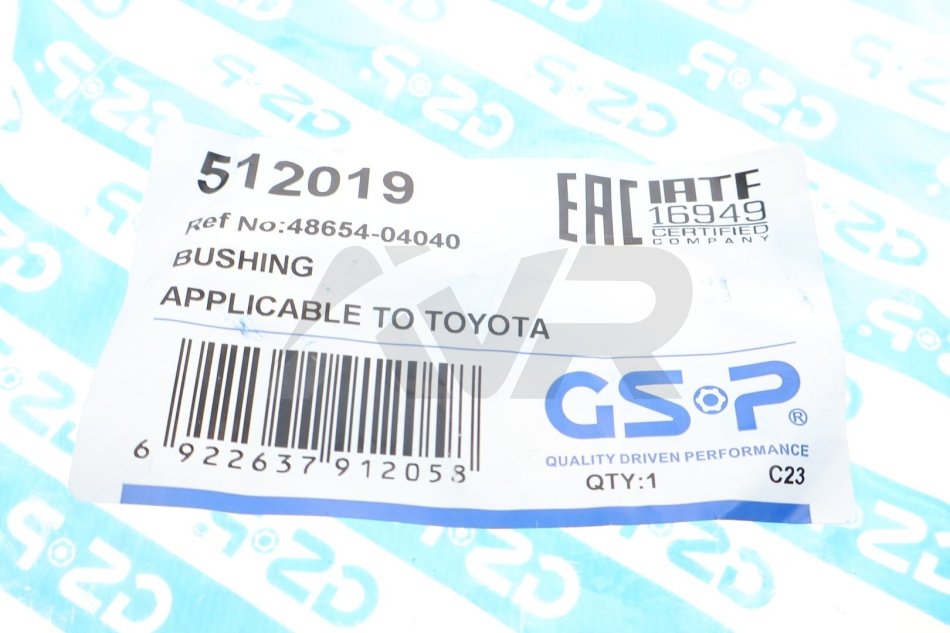 512019
Ref No:48654-04040
BUSHING
APPLICABLE TO TOYOTA
EAC
IATF
16949
CERTIFIED
COMPANY
6 922637 912058
GS·P®
QUALITY DRIVEN PERFORMANCE
QTY:1
C23